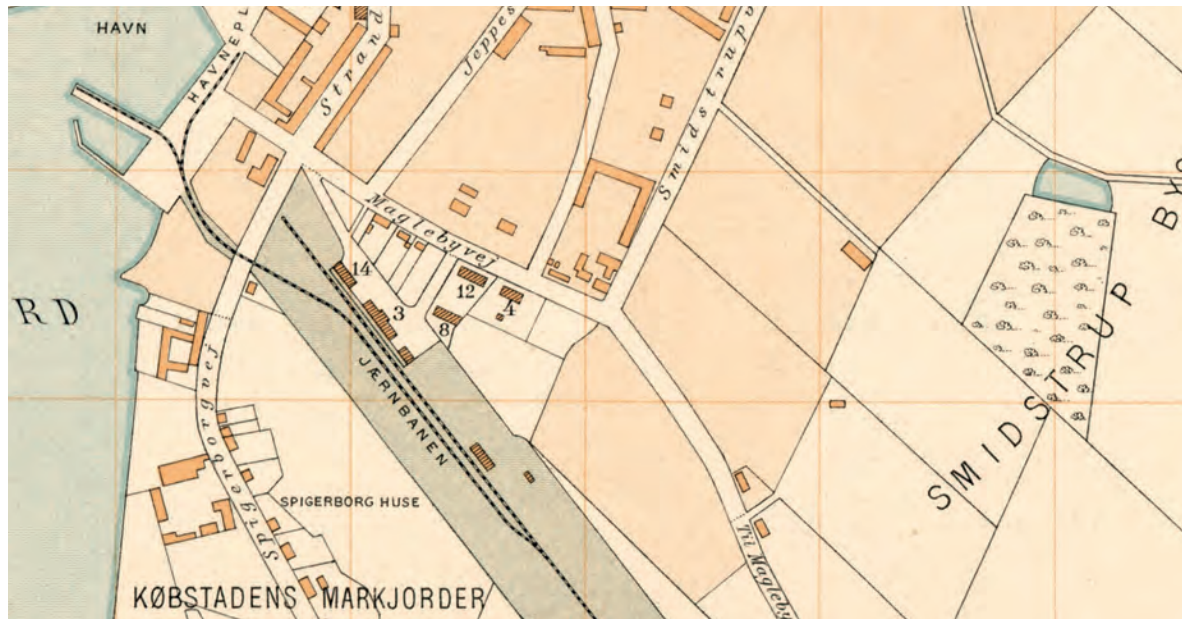 HAVN
HAVNEPL
Strand
Jeppes
Smidstrupv
Maglebyvej
14
12
3
4
8
RD
JÆRNBANEN
Spigerborgvej
Spigerborg
SPIGERBORG HUSE
SMIDSTRUP
BY
Til Magleby
KØBSTADENS MARKJORDER